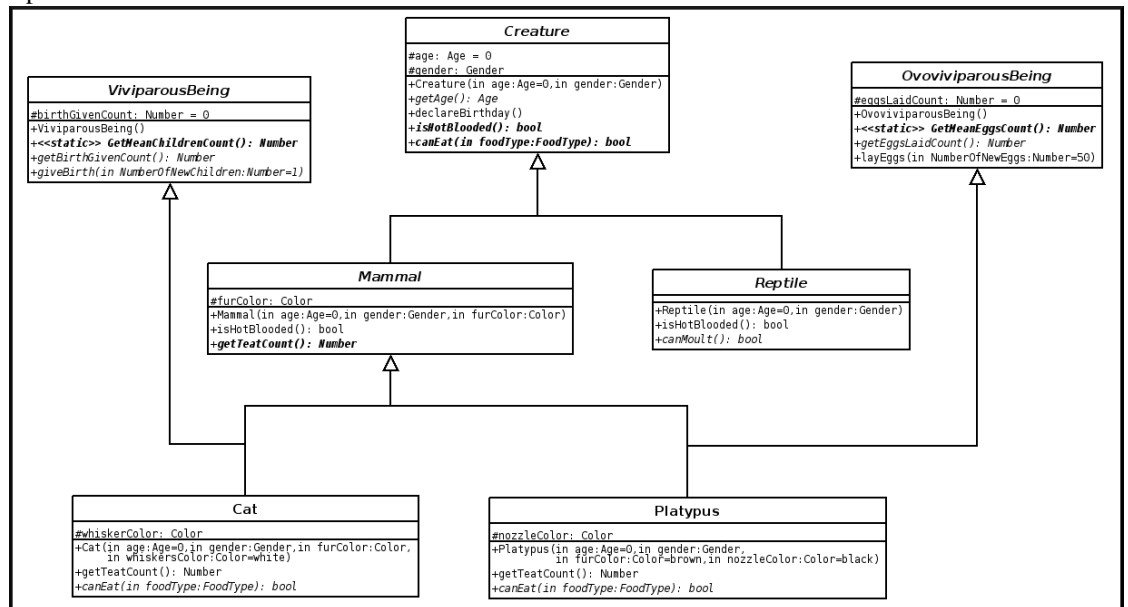 Creature
#age: Age = 0
#gender: Gender
+Creature(in age:Age=0,in gender:Gender)
+getAge(): Age
+declareBirthday()
+isHotBlooded(): bool
+canEat(in foodType:FoodType): bool
ViviparousBeing
#birthGivenCount: Number = 0
+ViviparousBeing()
+<<static>> GetMeanChildrenCount(): Number
+getBirthGivenCount(): Number
+giveBirth(in NumberOfNewChildren:Number=1)
OvoviviparousBeing
#eggsLaidCount: Number = 0
+OvoviviparousBeing()
+<<static>> GetMeanEggsCount(): Number
+getEggsLaidCount(): Number
+layEggs(in NumberOfNewEggs:Number=50)
Mammal
#furColor: Color
+Mammal(in age:Age=0,in gender:Gender,in furColor:Color)
+isHotBlooded(): bool
+getTeatCount(): Number
Reptile
+Reptile(in age:Age=0,in gender:Gender)
+isHotBlooded(): bool
+canMoult(): bool
Cat
#whiskerColor: Color
+Cat(in age:Age=0,in gender:Gender,in furColor:Color,
in whiskersColor:Color=white)
+getTeatCount(): Number
+canEat(in foodType:FoodType): bool
Platypus
#nozzleColor: Color
+Platypus(in age:Age=0,in gender:Gender,
in furColor:Color=brown,in nozzleColor:Color=black)
+getTeatCount(): Number
+canEat(in foodType:FoodType): bool